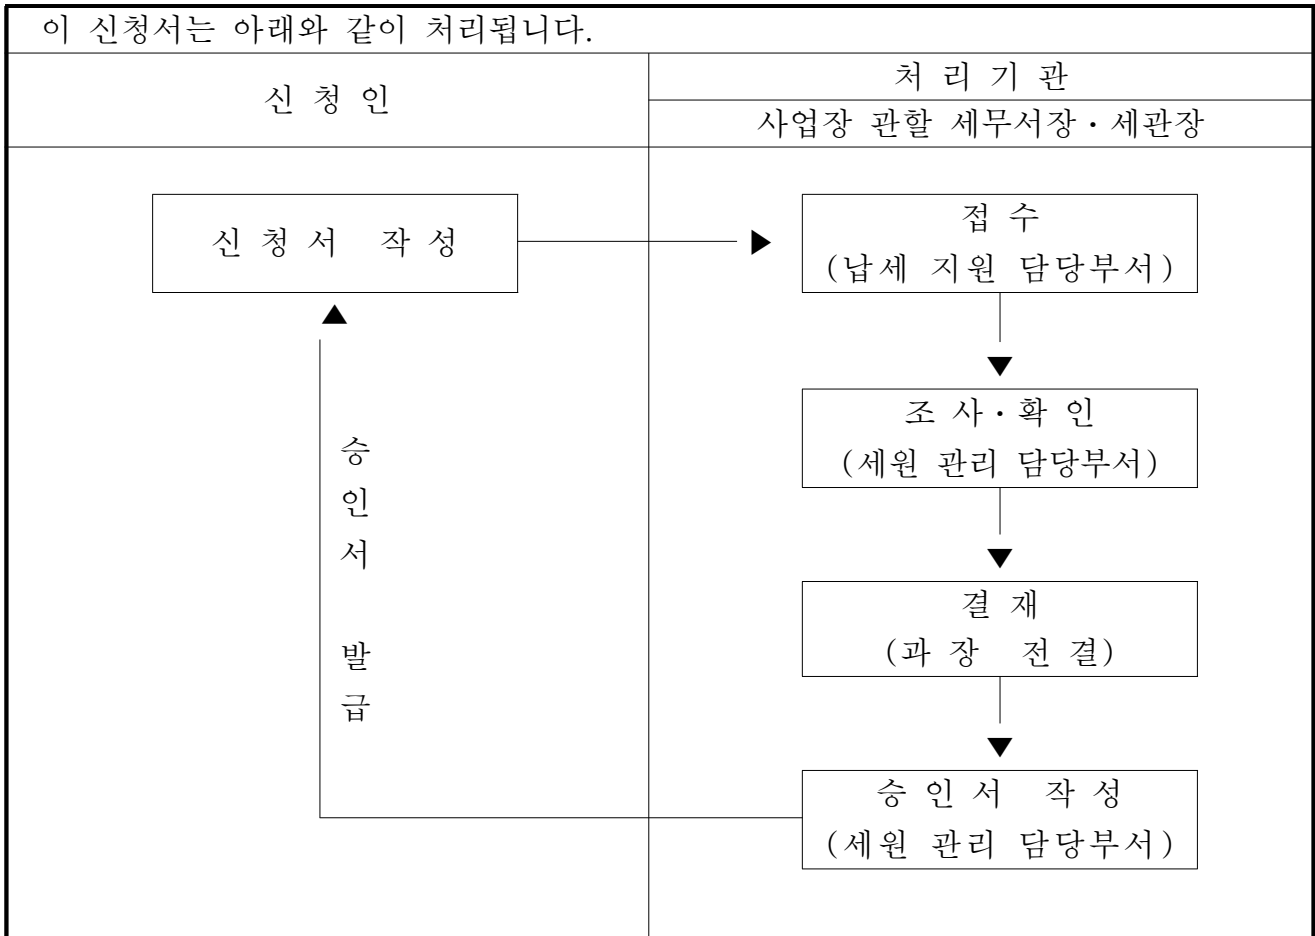 이 신청서는 아래와 같이 처리됩니다.
신 청 인
처 리 기 관
사업장 관할 세무서장·세관장
신 청 서 작 성
접 수
(납세 지원 담당부서)
조 사·확 인
(세원 관리 담당부서)
결 재
(과 장 전 결)
승 인 서 작 성
(세원 관리 담당부서)
승
인
서
발
급